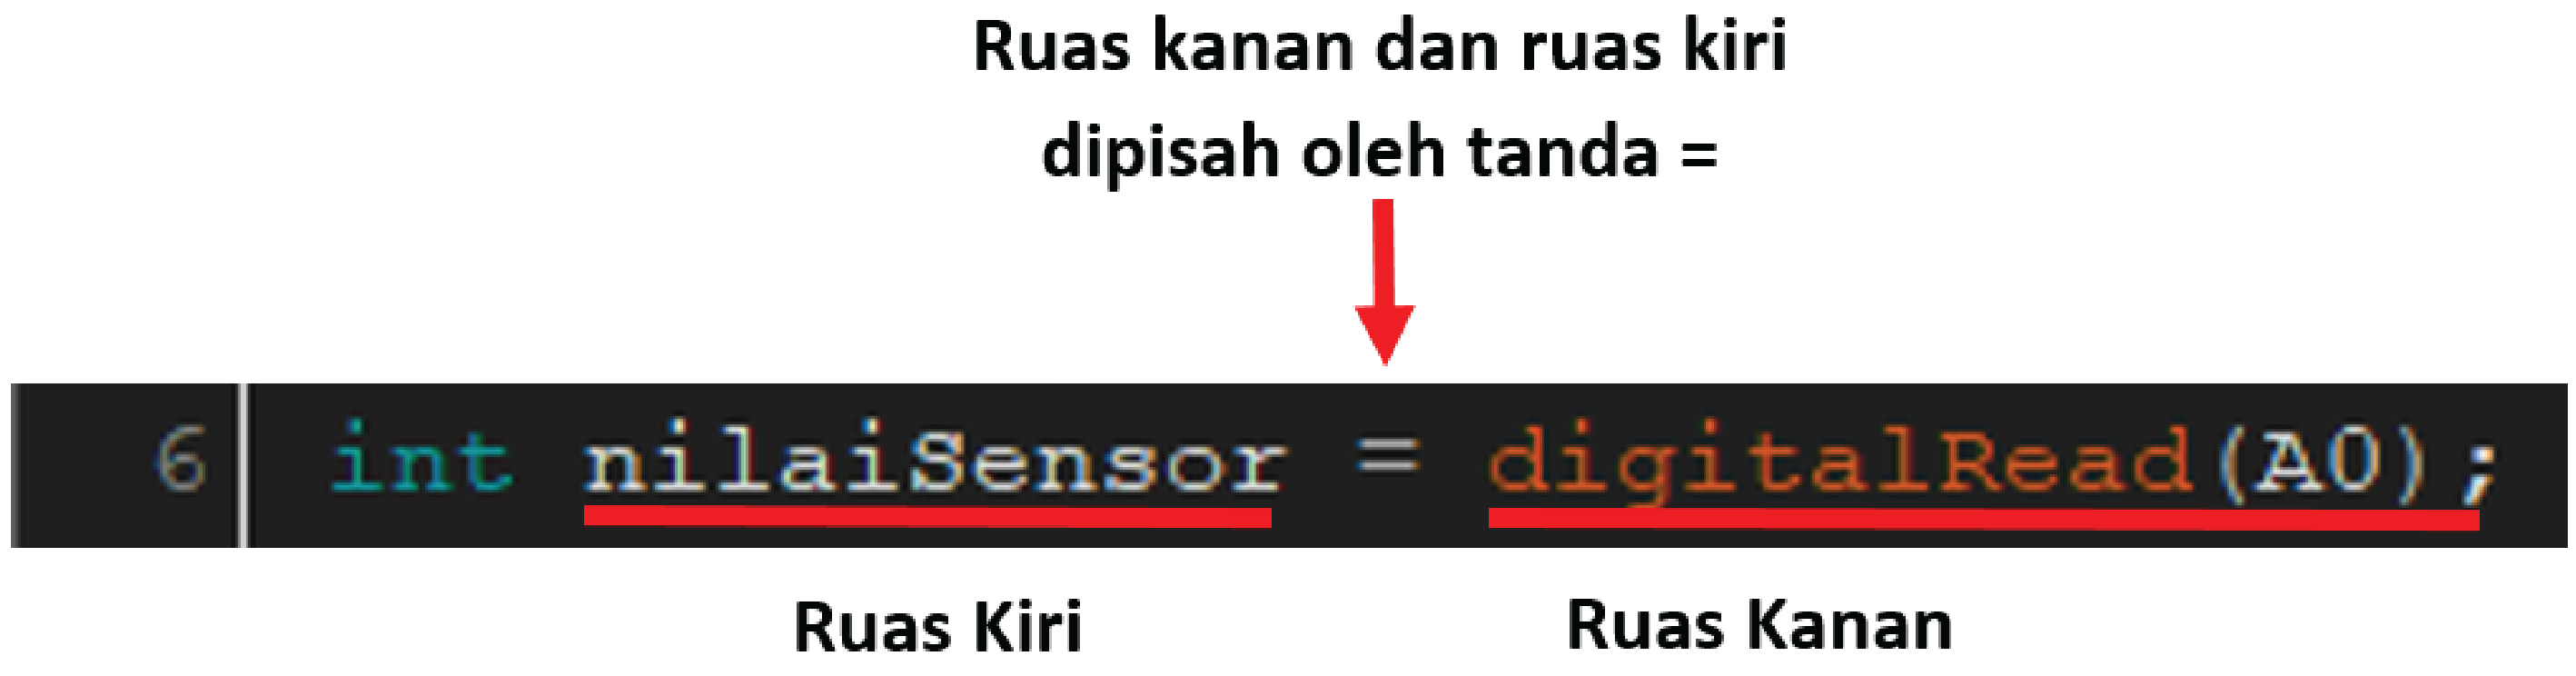 Ruas kanan dan ruas kiri
dipisah oleh tanda =
6 int nilaiSensor = digitalRead(A0);
Ruas Kiri Ruas Kanan